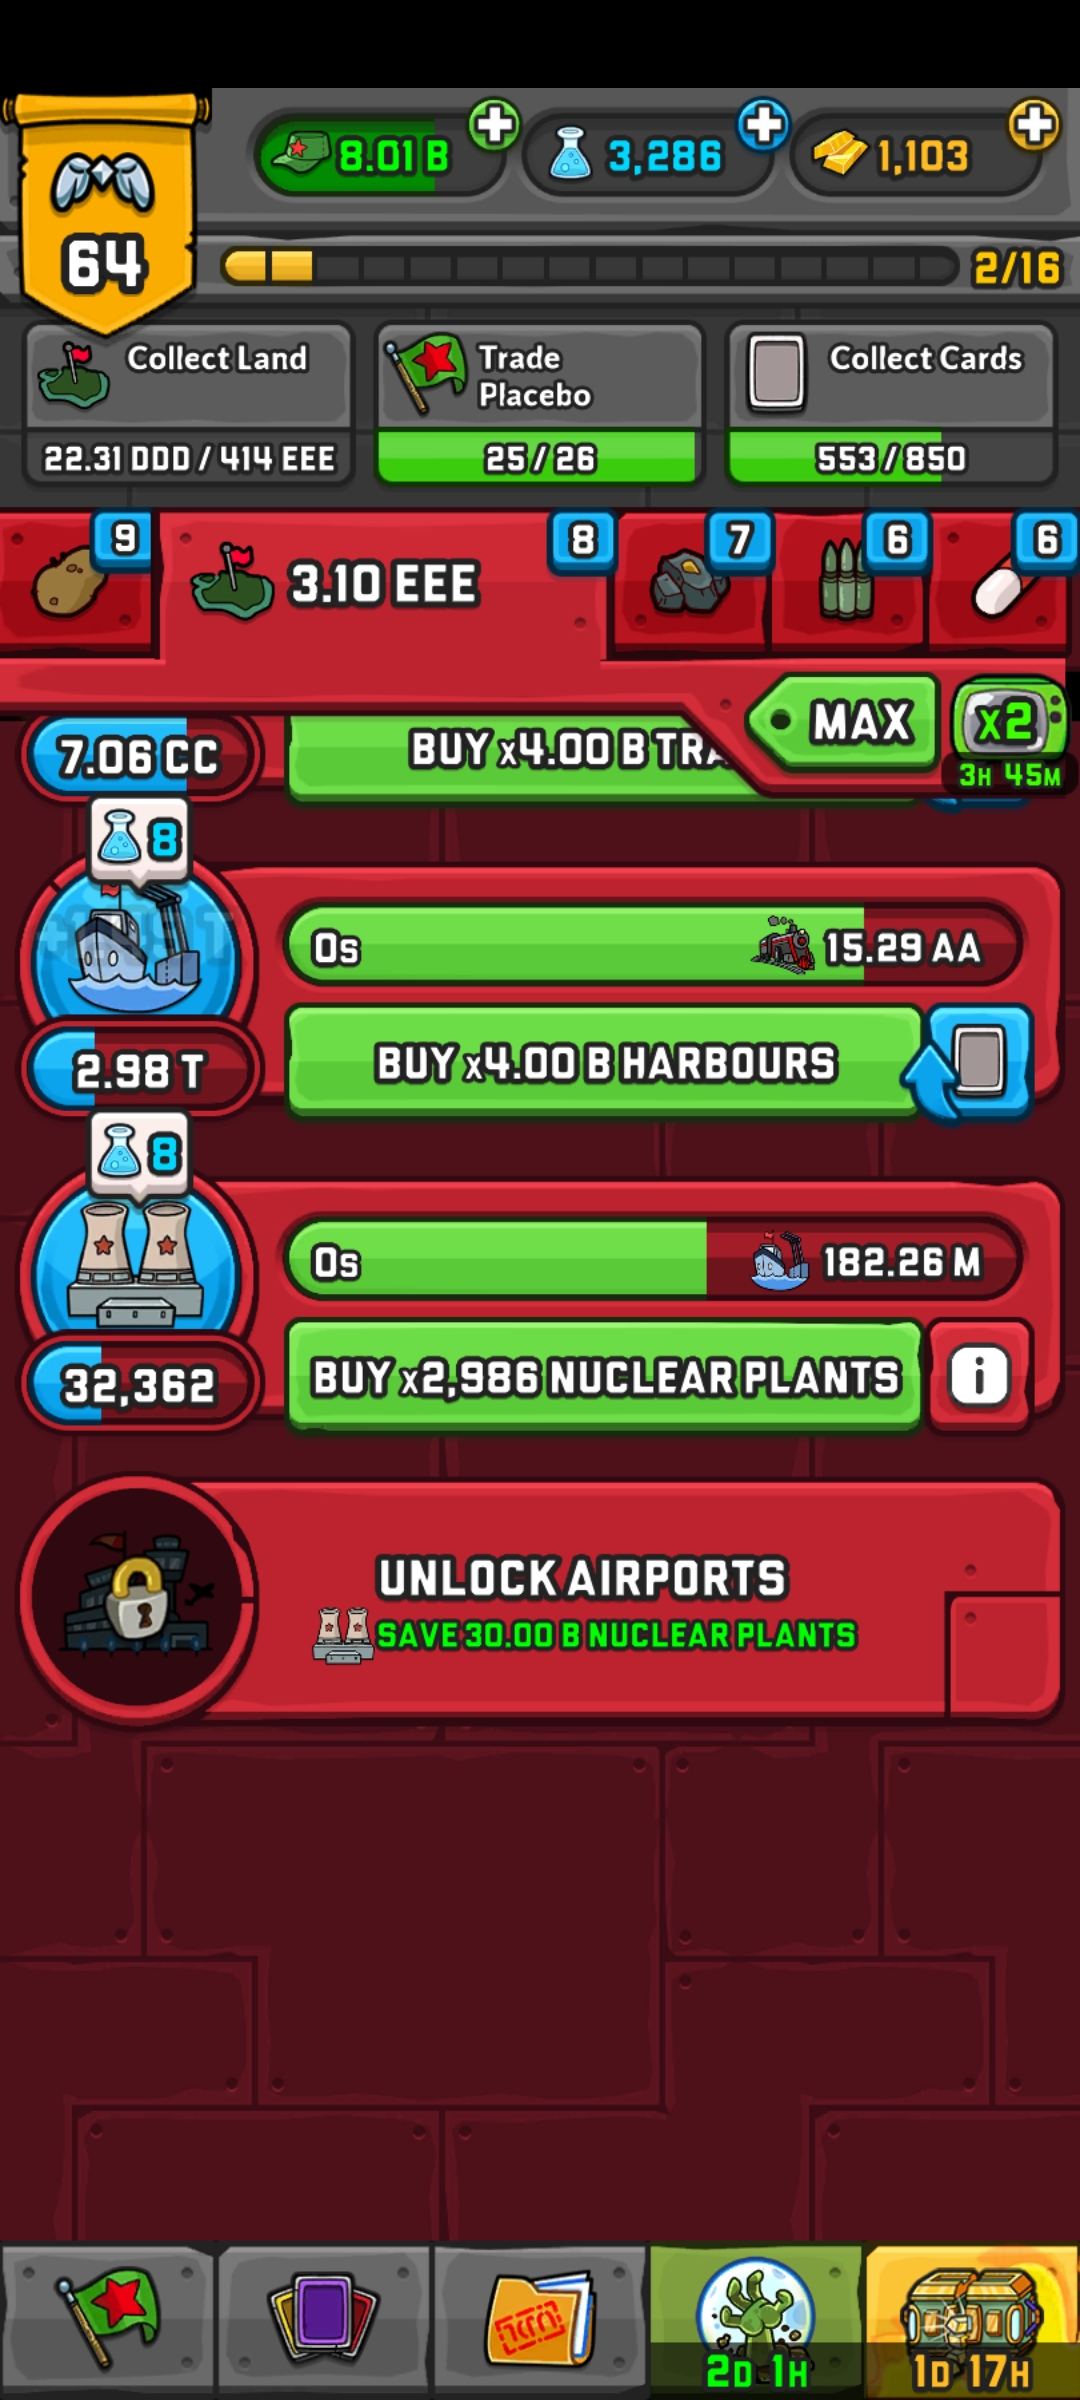 8.01 B
3,286
1,103
64
2/16
Collect Land
22.31 DDD / 414 EEE
Trade
Placebo
25 / 26
Collect Cards
553 / 850
9
3.10 EEE
8
7
6
6
MAX
x2
3H 45M
7.06 CC
BUY x4.00 B TRA
8
0s
15.29 AA
2.98 T
BUY x4.00 B HARBOURS
8
0s
182.26 M
32,362
BUY x2,986 NUCLEAR PLANTS
i
UNLOCK AIRPORTS
SAVE 30.00 B NUCLEAR PLANTS
2D 1H
1D 17H